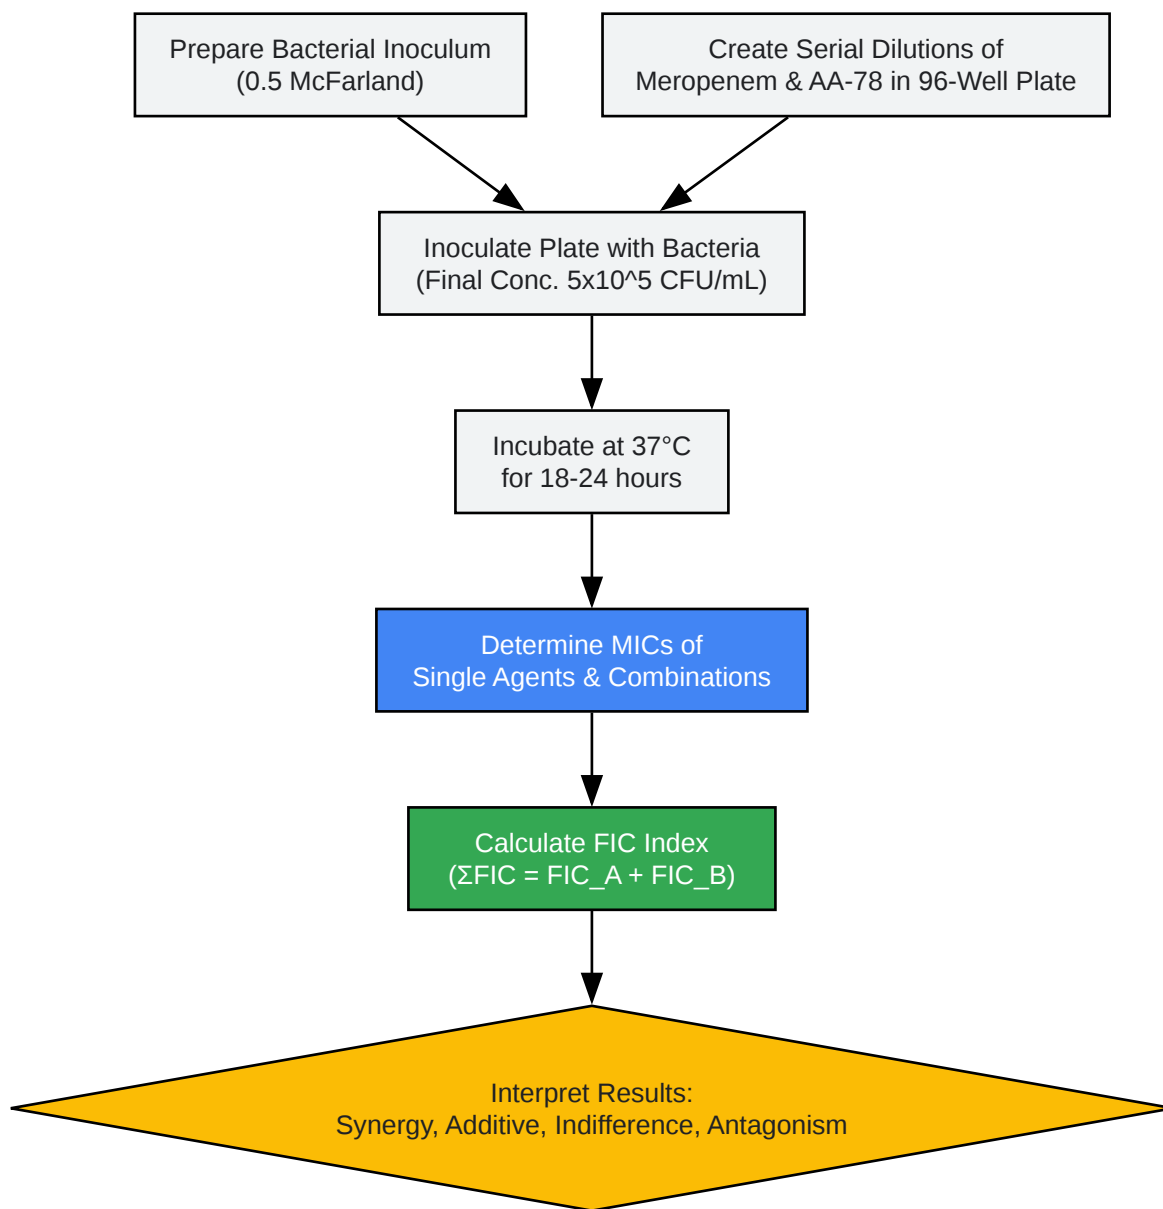 Prepare Bacterial Inoculum
(0.5 McFarland)
Create Serial Dilutions of
Meropenem & AA-78 in 96-Well Plate
Inoculate Plate with Bacteria
(Final Conc. 5x10^5 CFU/mL)
Incubate at 37°C
for 18-24 hours
Determine MICs of
Single Agents & Combinations
Calculate FIC Index
(ΣFIC = FIC_A + FIC_B)
Interpret Results:
Synergy, Additive, Indifference, Antagonism